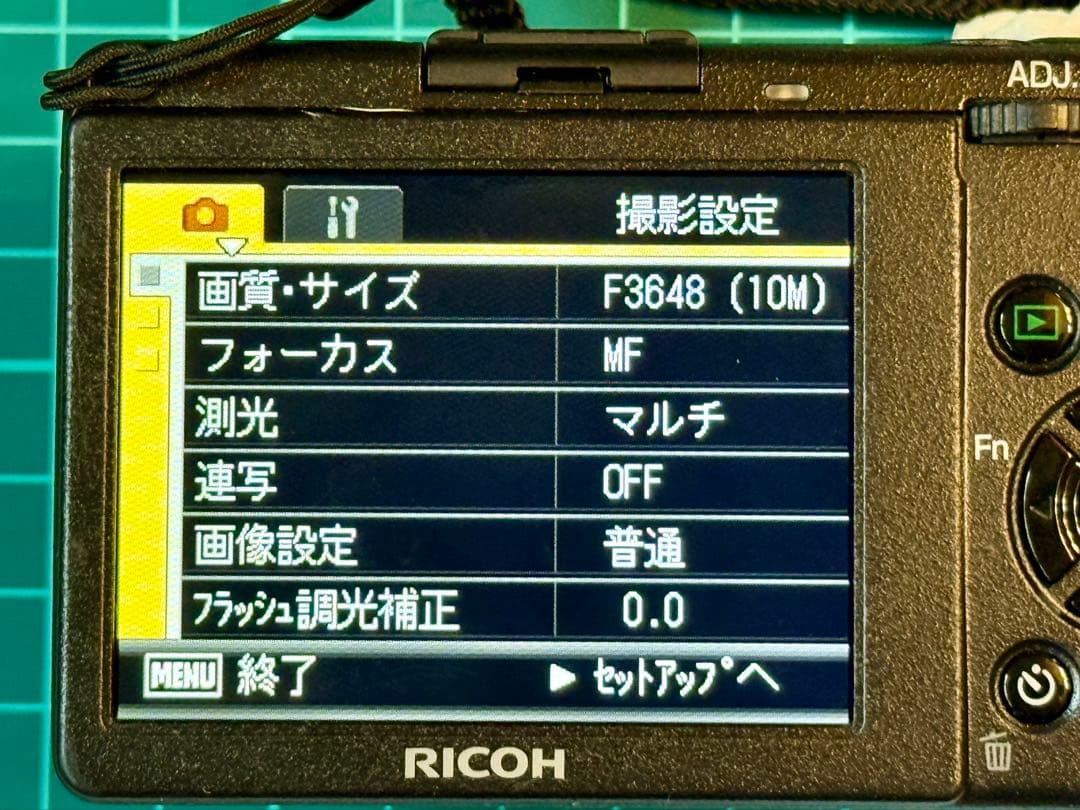 ADJ.
撮影設定
画質・サイズ F3648 (10M)
フォーカス MF
測光 マルチ
連写 OFF
画像設定 普通
フラッシュ調光補正 0.0
MENU 終了 ▶ セットアップへ
Fn
RICOH